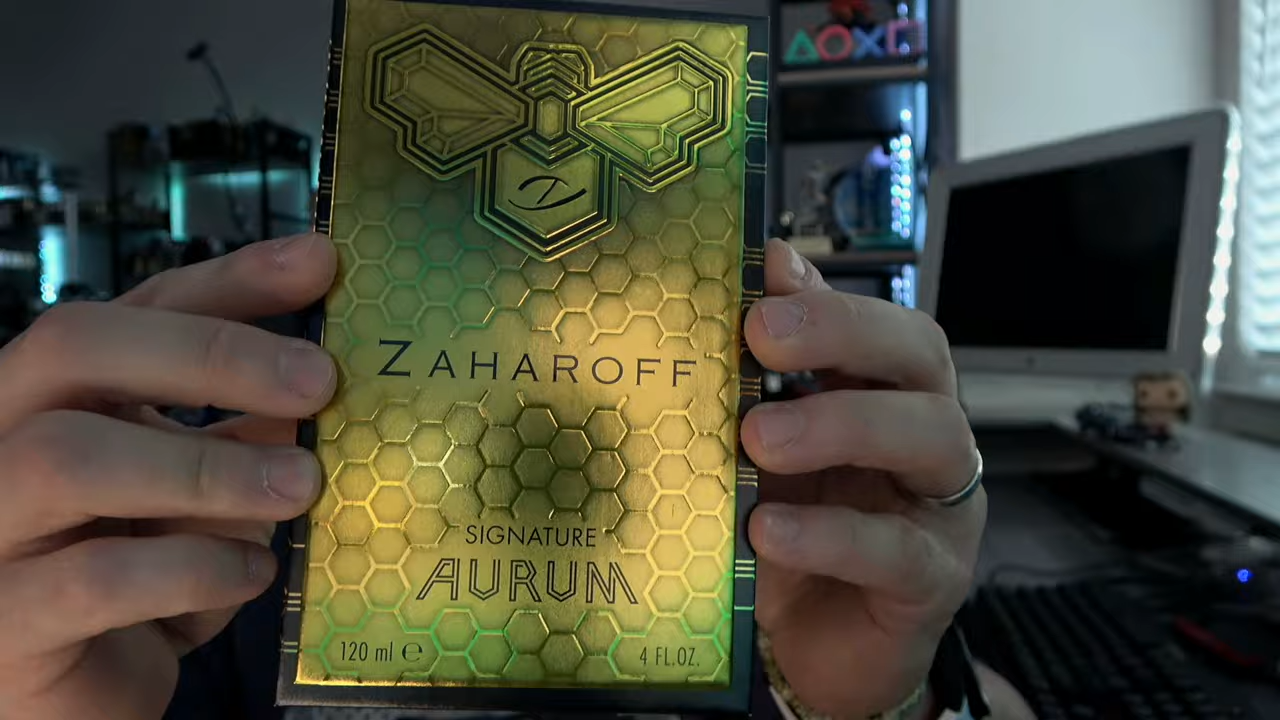 ZAHAROFF
SIGNATURE
AURUM
120 ml ℮
4 FL.OZ.